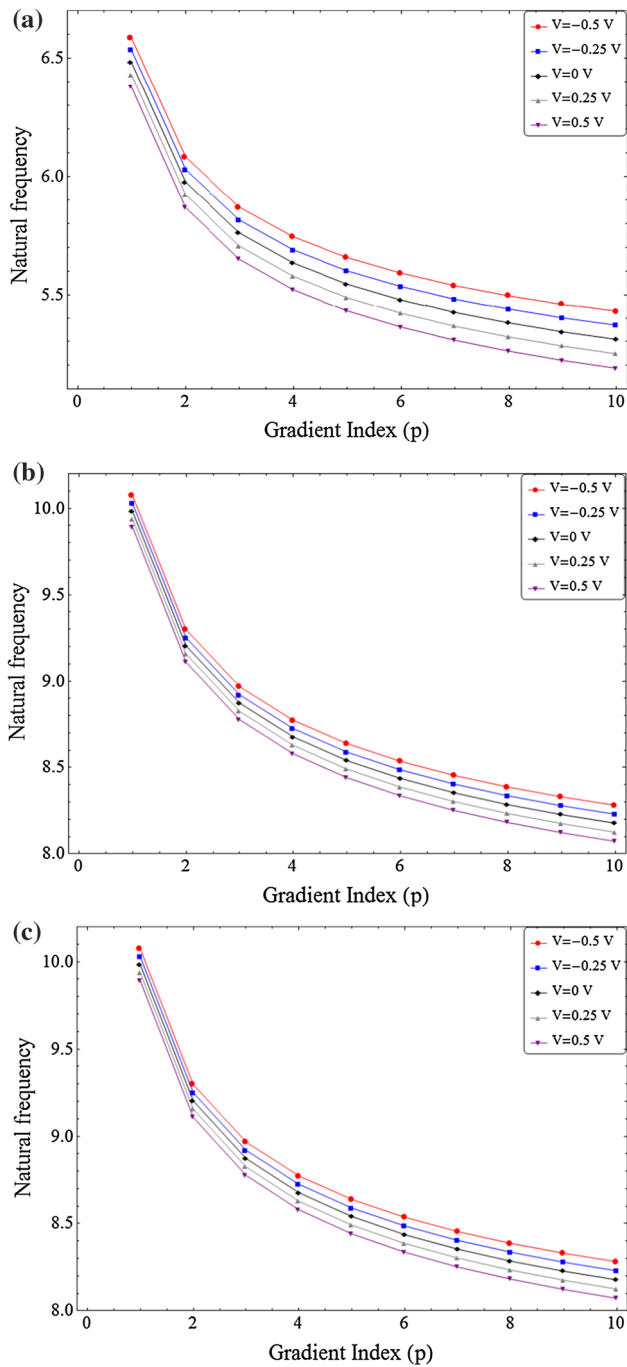 (a)
V=−0.5 V
V=−0.25 V
V=0 V
V=0.25 V
V=0.5 V
6.5
6.0
5.5
Natural frequency
0 2 4 6 8 10
Gradient Index (p)
(b)
V=−0.5 V
V=−0.25 V
V=0 V
V=0.25 V
V=0.5 V
10.0
9.5
9.0
8.5
8.0
Natural frequency
0 2 4 6 8 10
Gradient Index (p)
(c)
V=−0.5 V
V=−0.25 V
V=0 V
V=0.25 V
V=0.5 V
10.0
9.5
9.0
8.5
8.0
Natural frequency
0 2 4 6 8 10
Gradient Index (p)